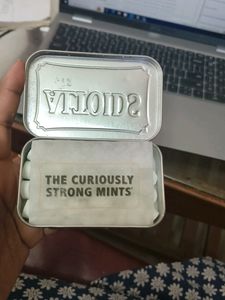 ALTOIDS
THE CURIOUSLY
STRONG MINTS